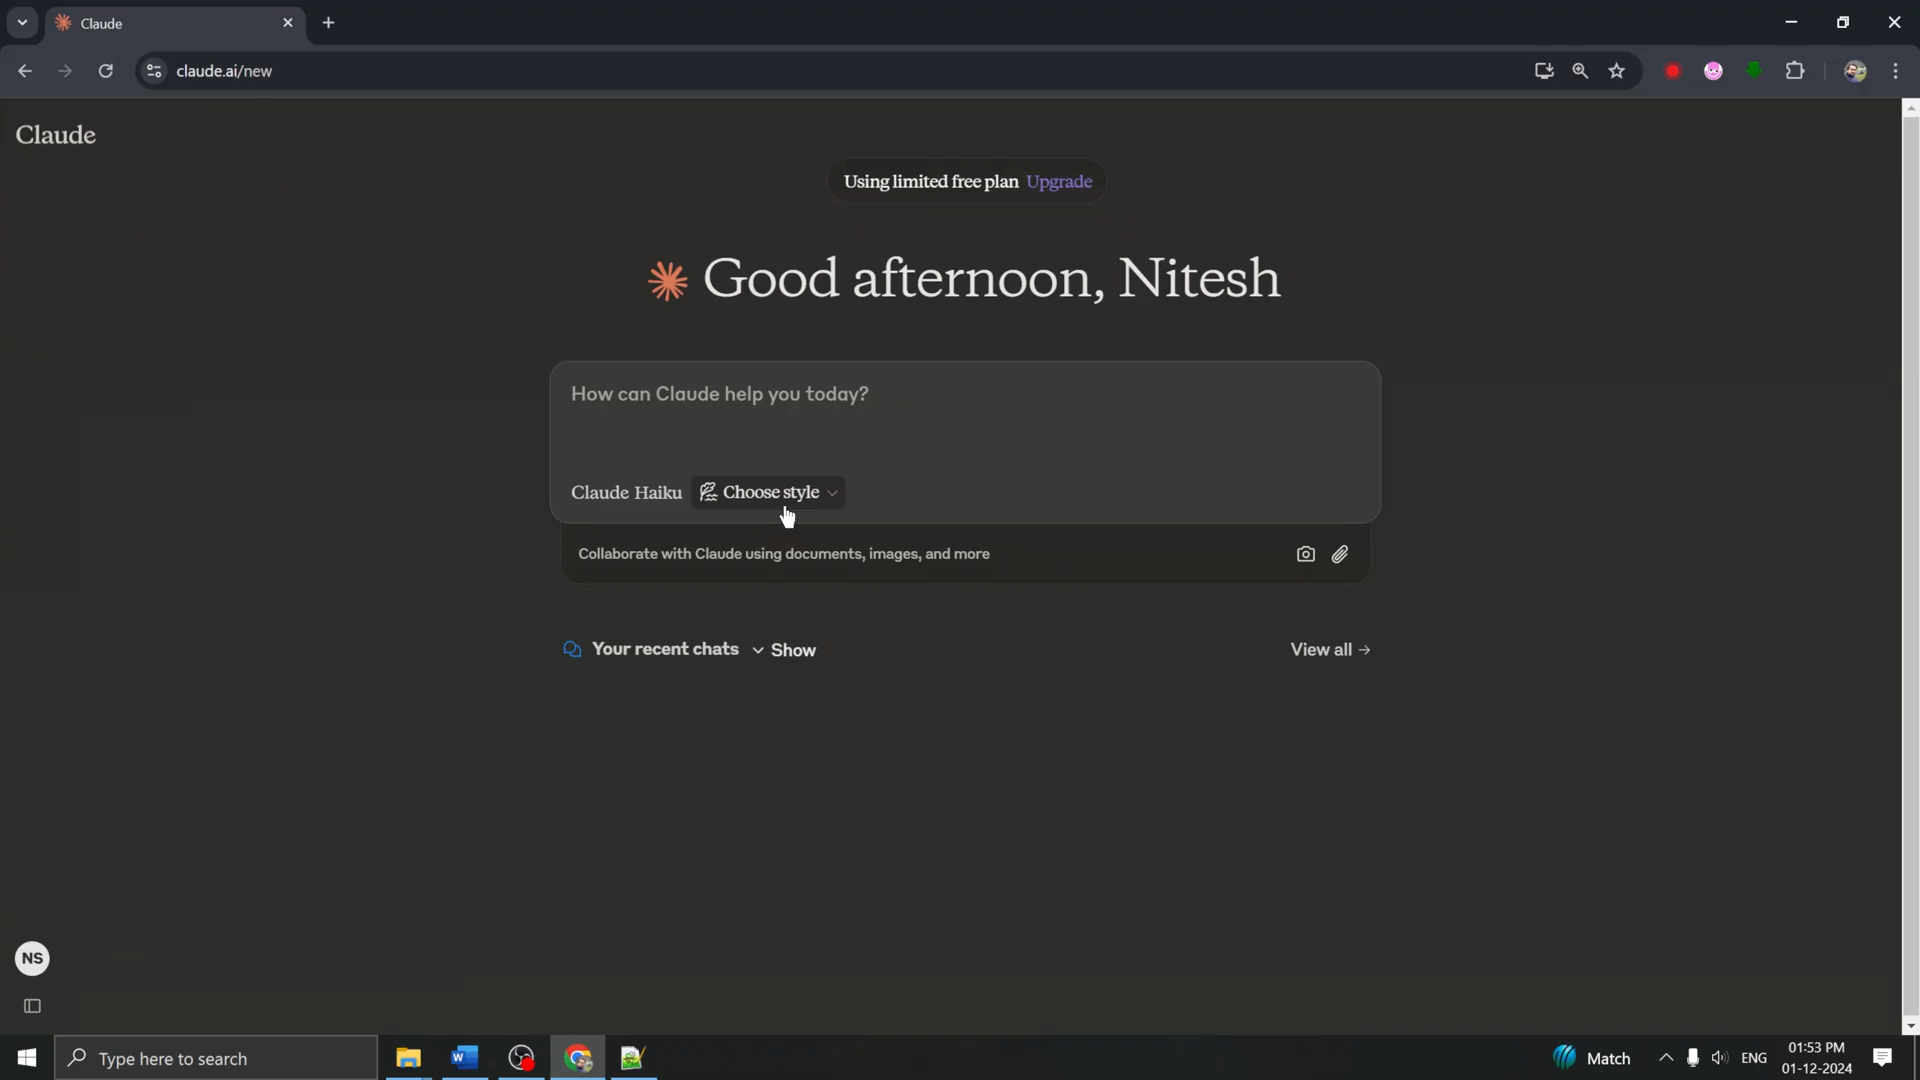 Claude
claude.ai/new
Claude
Using limited free plan Upgrade
Good afternoon, Nitesh
How can Claude help you today?
Claude Haiku Choose style
Collaborate with Claude using documents, images, and more
Your recent chats Show View all →
NS
Type here to search
Match
ENG
01:53 PM
01-12-2024